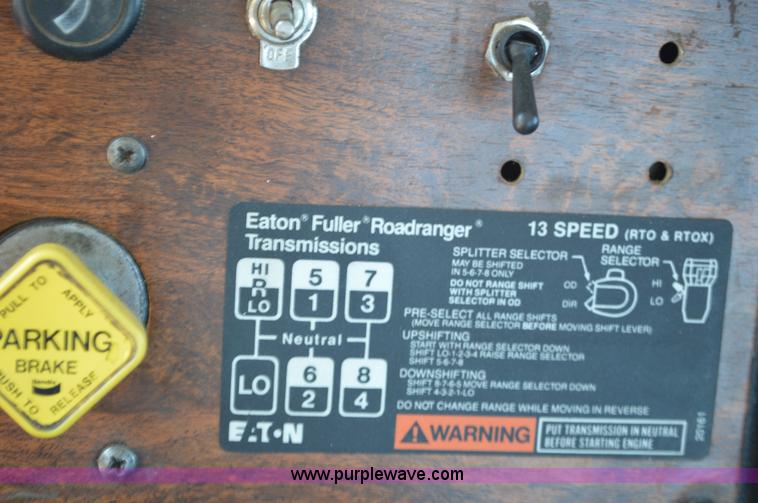 OFF
PULL TO APPLY
PARKING
BRAKE
Bendix
PUSH TO RELEASE
Eaton® Fuller® Roadranger®
Transmissions
13 SPEED (RTO & RTOX)
SPLITTER SELECTOR
MAY BE SHIFTED
IN 5-6-7-8 ONLY
DO NOT RANGE SHIFT
WITH SPLITTER
SELECTOR IN OD
OD
DIR
RANGE
SELECTOR
HI
LO
HI
R
LO
5
1
7
3
Neutral
LO
6
2
8
4
PRE-SELECT ALL RANGE SHIFTS
(MOVE RANGE SELECTOR BEFORE MOVING SHIFT LEVER)
UPSHIFTING
START WITH RANGE SELECTOR DOWN
SHIFT LO-1-2-3-4 RAISE RANGE SELECTOR
SHIFT 5-6-7-8
DOWNSHIFTING
SHIFT 8-7-6-5 MOVE RANGE SELECTOR DOWN
SHIFT 4-3-2-1-LO
DO NOT CHANGE RANGE WHILE MOVING IN REVERSE
EATON
WARNING
PUT TRANSMISSION IN NEUTRAL
BEFORE STARTING ENGINE
20161
www.purplewave.com